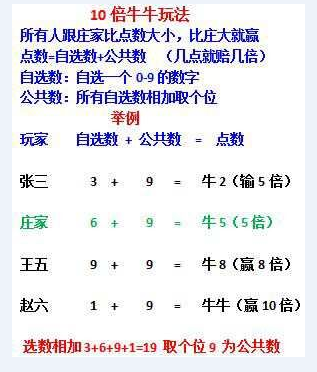 10 倍牛牛玩法
所有人跟庄家比点数大小，比庄大就赢
点数=自选数+公共数 （几点就赔几倍）
自选数：自选一个 0-9 的数字
公共数：所有自选数相加取个位
举例
玩家 自选数 + 公共数 = 点数
张三 3 + 9 = 牛 2（输 5 倍）
庄家 6 + 9 = 牛 5（5 倍）
王五 9 + 9 = 牛 8（赢 8 倍）
赵六 1 + 9 = 牛牛（赢 10 倍）
选数相加 3+6+9+1=19 取个位 9 为公共数